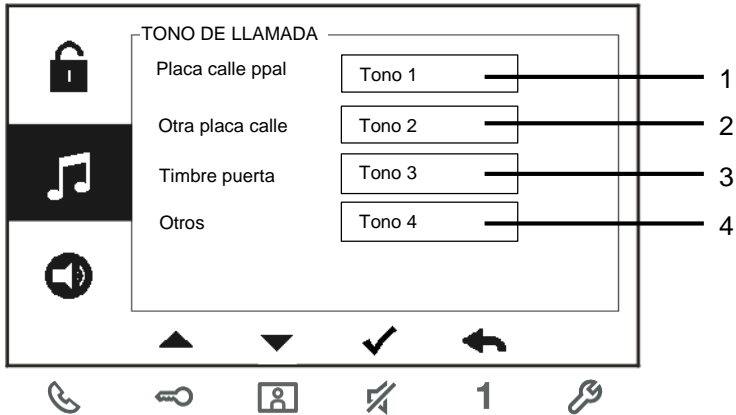 TONO DE LLAMADA
Placa calle ppal Tono 1 1
Otra placa calle Tono 2 2
Timbre puerta Tono 3 3
Otros Tono 4 4
1